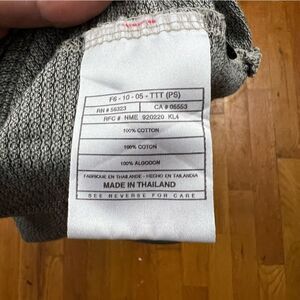 F6 - 10 - 05 - TTT (PS)
RN # 56323 CA # 05553
RFC # NME 920220 KL4
100% COTTON
100% COTON
100% ALGODON
FABRIQUE EN THAILANDE - HECHO EN TAILANDIA
MADE IN THAILAND
SEE REVERSE FOR CARE